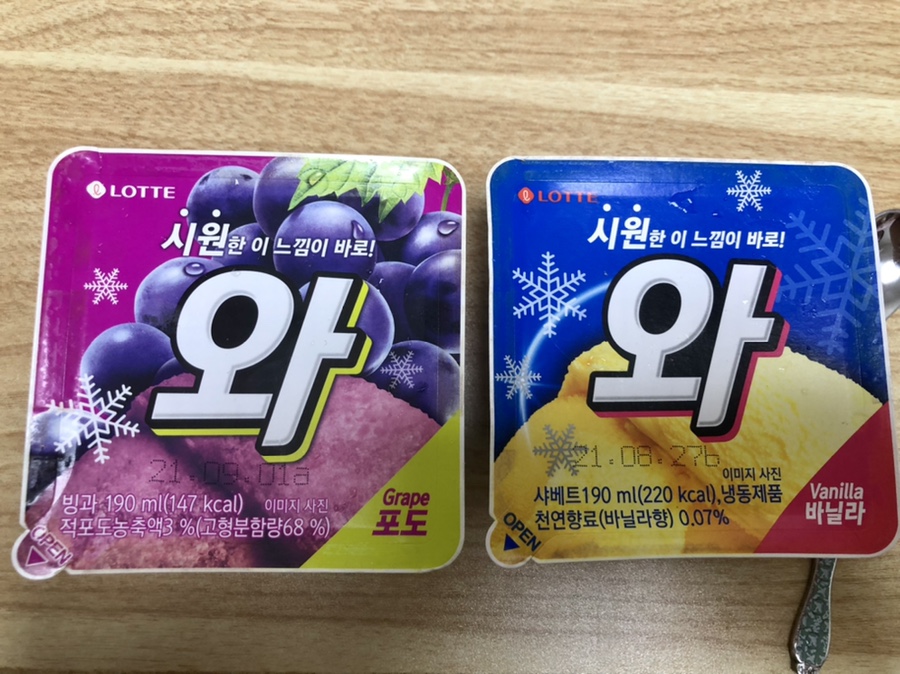 LOTTE
시원한 이 느낌이 바로!
와
21.09.01a
빙과 190 ml(147 kcal) 이미지 사진
적포도농축액3 %(고형분함량68 %)
Grape
포도
OPEN
LOTTE
시원한 이 느낌이 바로!
와
21.08.27b
이미지 사진
샤베트190 ml(220 kcal),냉동제품
천연향료(바닐라향) 0.07%
Vanilla
바닐라
OPEN